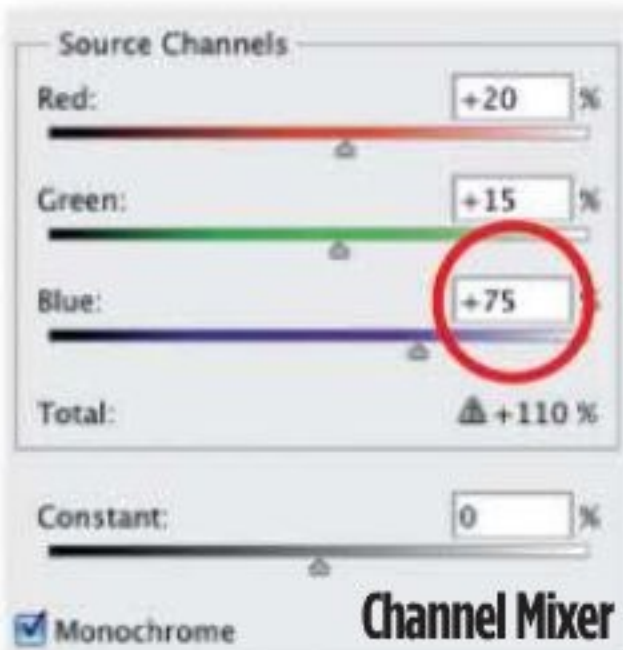 Source Channels
Red: +20 %
Green: +15 %
Blue: +75 %
Total: +110 %
Constant: 0 %
Monochrome
Channel Mixer